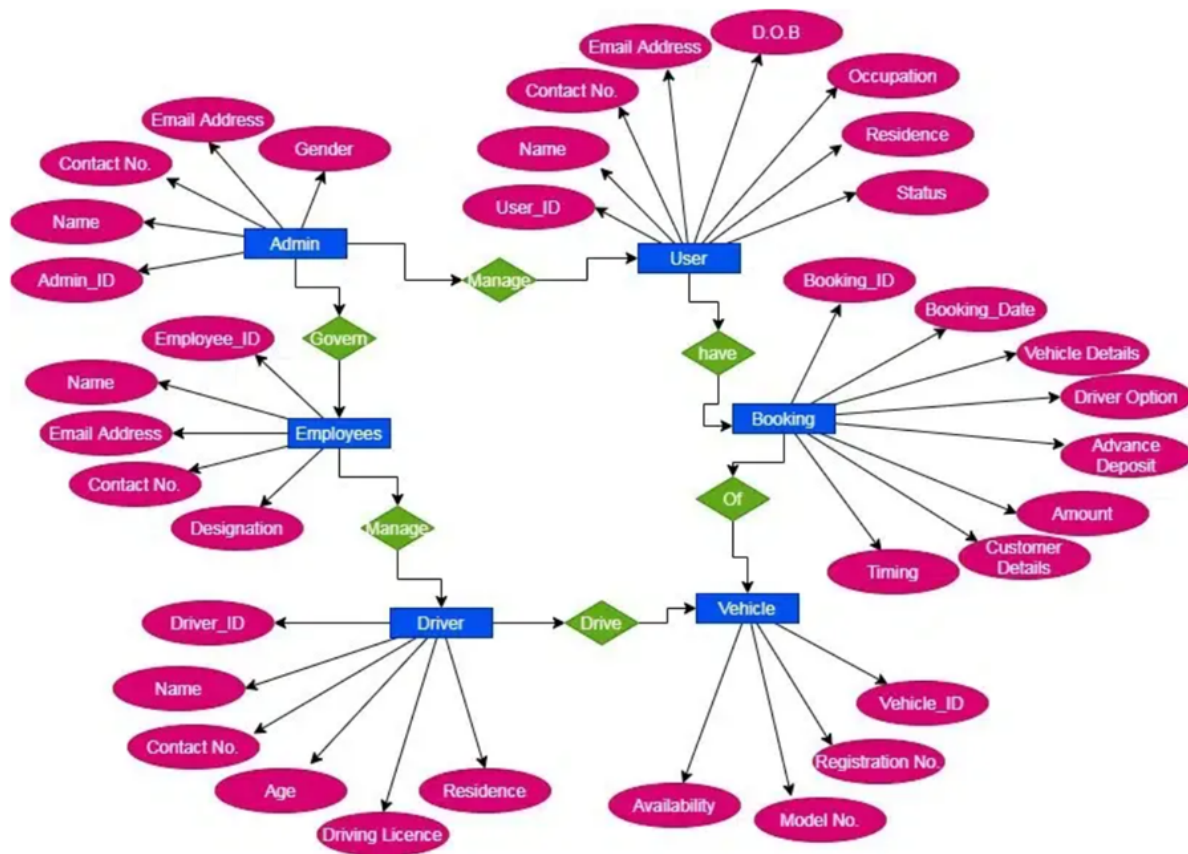 D.O.B
Email Address
Occupation
Contact No.
Email Address
Residence
Gender
Name
Contact No.
Status
User_ID
Name
Admin
User
Manage
Admin_ID
Booking_ID
Booking_Date
Employee_ID
Govern
have
Vehicle Details
Name
Driver Option
Email Address
Employees
Booking
Advance
Deposit
Contact No.
Of
Amount
Designation
Manage
Customer
Details
Timing
Driver_ID
Driver
Drive
Vehicle
Name
Vehicle_ID
Contact No.
Registration No.
Age
Residence
Availability
Model No.
Driving Licence